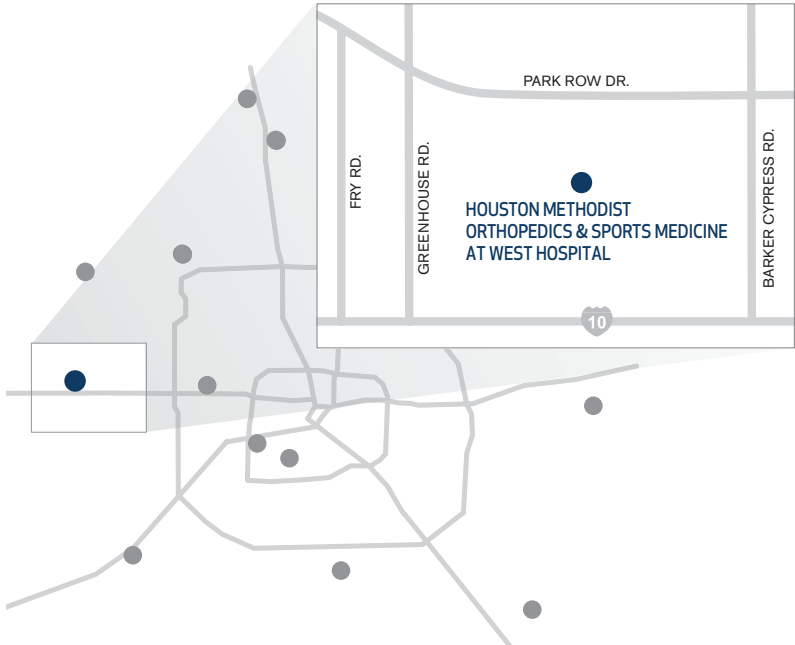 PARK ROW DR.
FRY RD.
GREENHOUSE RD.
BARKER CYPRESS RD.
HOUSTON METHODIST
ORTHOPEDICS & SPORTS MEDICINE
AT WEST HOSPITAL
10